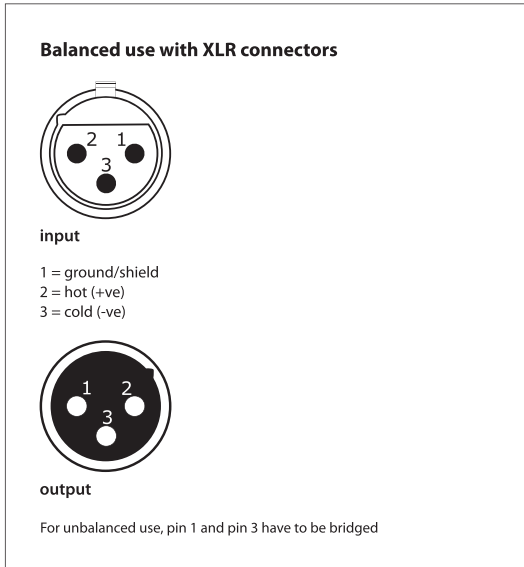 Balanced use with XLR connectors
2 1
3
input
1 = ground/shield
2 = hot (+ve)
3 = cold (-ve)
1 2
3
output
For unbalanced use, pin 1 and pin 3 have to be bridged